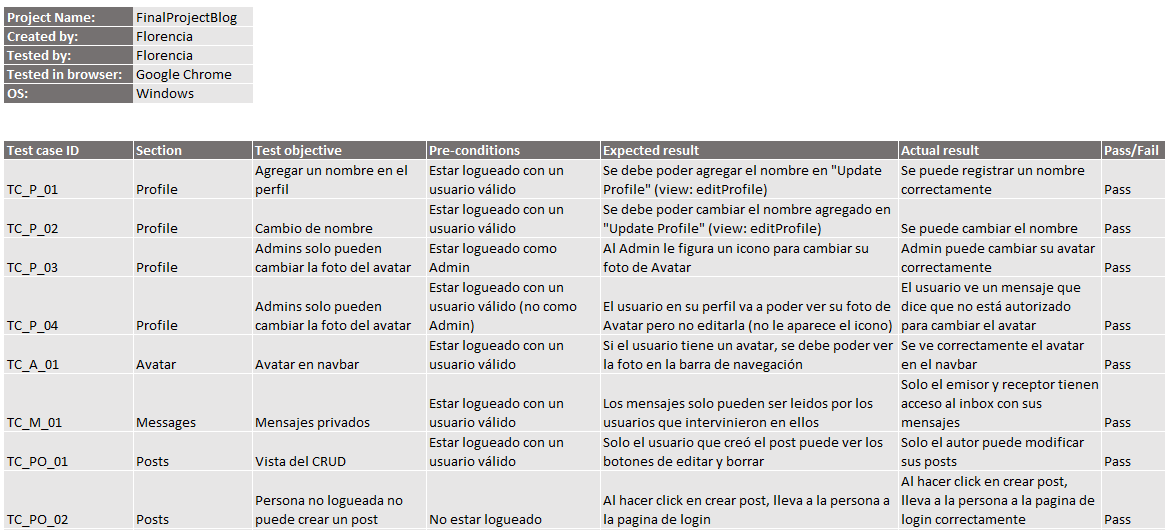 Project Name: FinalProjectBlog
Created by: Florencia
Tested by: Florencia
Tested in browser: Google Chrome
OS: Windows
Test case ID Section Test objective Pre-conditions Expected result Actual result Pass/Fail
TC_P_01 Profile Agregar un nombre en el perfil Estar logueado con un usuario válido Se debe poder agregar el nombre en "Update Profile" (view: editProfile) Se puede registrar un nombre correctamente Pass
TC_P_02 Profile Cambio de nombre Estar logueado con un usuario válido Se debe poder cambiar el nombre agregado en "Update Profile" (view: editProfile) Se puede cambiar el nombre Pass
TC_P_03 Profile Admins solo pueden cambiar la foto del avatar Estar logueado como Admin Al Admin le figura un icono para cambiar su foto de Avatar Admin puede cambiar su avatar correctamente Pass
TC_P_04 Profile Admins solo pueden cambiar la foto del avatar Estar logueado con un usuario válido (no como Admin) El usuario en su perfil va a poder ver su foto de Avatar pero no editarla (no le aparece el icono) El usuario ve un mensaje que dice que no está autorizado para cambiar el avatar Pass
TC_A_01 Avatar Avatar en navbar Estar logueado con un usuario válido Si el usuario tiene un avatar, se debe poder ver la foto en la barra de navegación Se ve correctamente el avatar en el navbar Pass
TC_M_01 Messages Mensajes privados Estar logueado con un usuario válido Los mensajes solo pueden ser leidos por los usuarios que intervinieron en ellos Solo el emisor y receptor tienen acceso al inbox con sus mensajes Pass
TC_PO_01 Posts Vista del CRUD Estar logueado con un usuario válido Solo el usuario que creó el post puede ver los botones de editar y borrar Solo el autor puede modificar sus posts Pass
TC_PO_02 Posts Persona no logueada no puede crear un post No estar logueado Al hacer click en crear post, lleva a la persona a la pagina de login Al hacer click en crear post, lleva a la persona a la pagina de login correctamente Pass